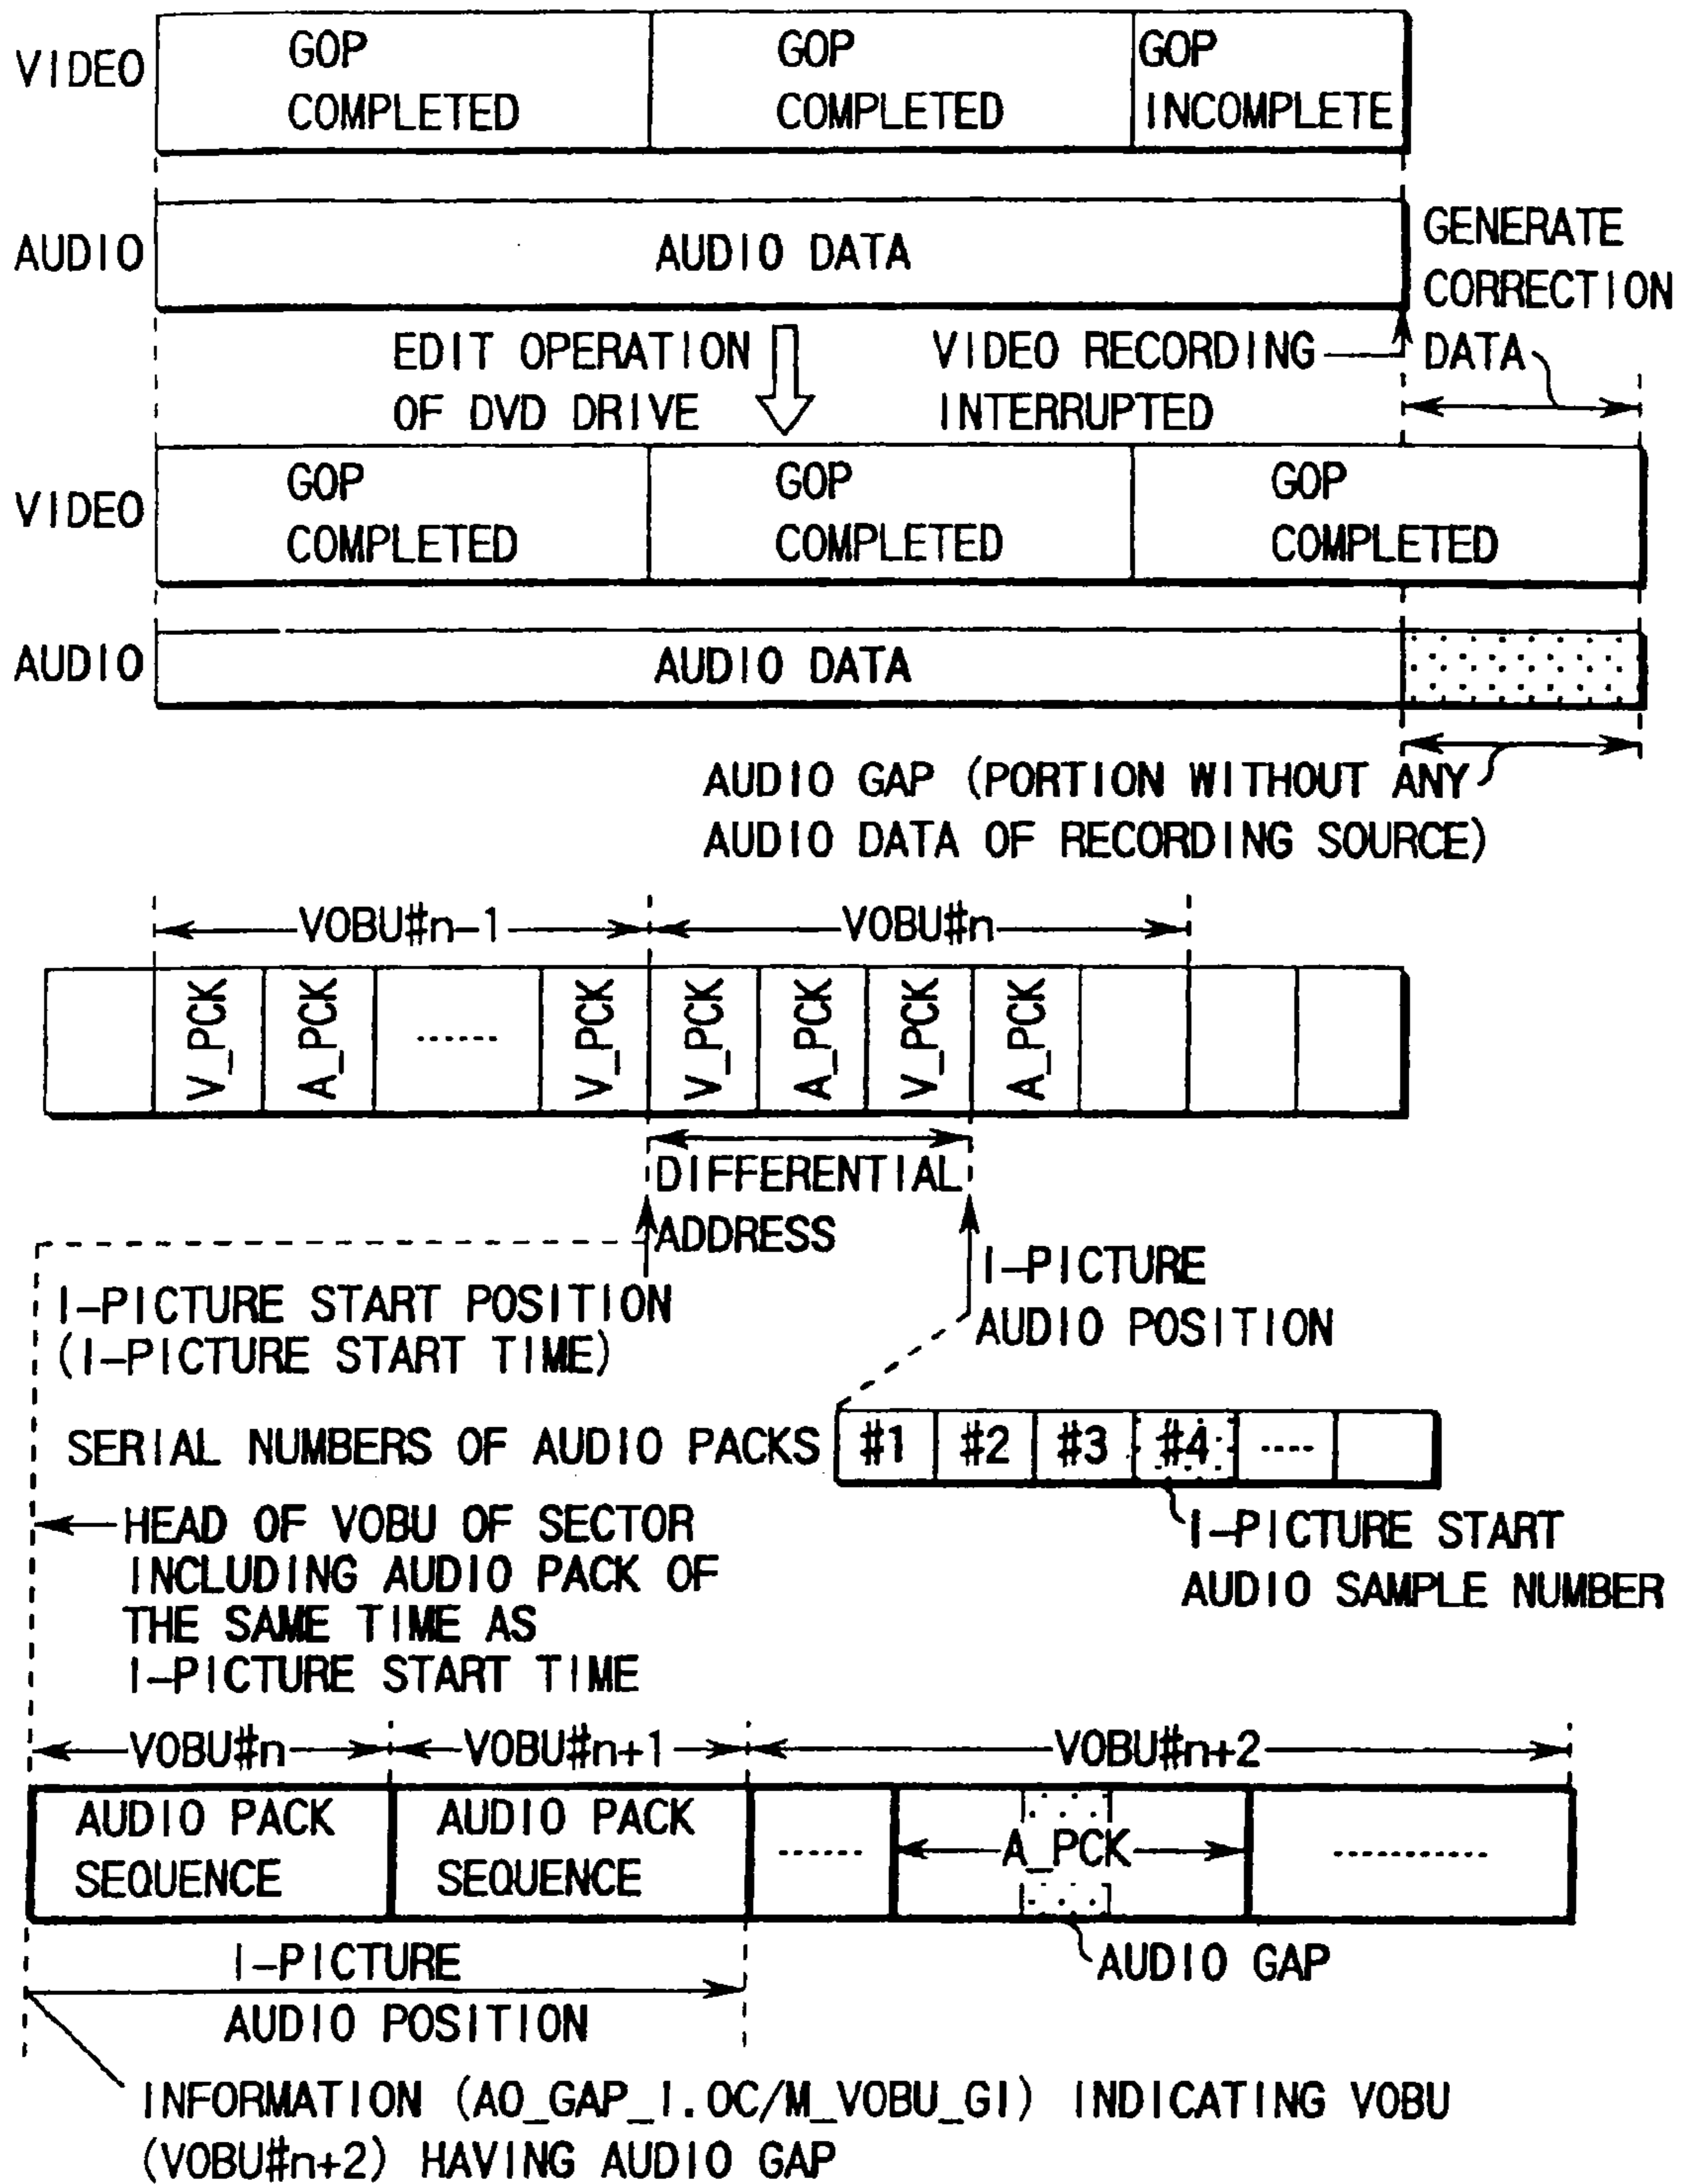 VIDEO
GOP
COMPLETED
GOP
COMPLETED
GOP
INCOMPLETE
AUDIO
AUDIO DATA
GENERATE
CORRECTION
DATA
EDIT OPERATION
OF DVD DRIVE
VIDEO RECORDING
INTERRUPTED
VIDEO
GOP
COMPLETED
GOP
COMPLETED
GOP
COMPLETED
AUDIO
AUDIO DATA
AUDIO GAP (PORTION WITHOUT ANY
AUDIO DATA OF RECORDING SOURCE)
VOBU#n-1
VOBU#n
V_PCK
A_PCK
V_PCK
V_PCK
A_PCK
V_PCK
A_PCK
DIFFERENTIAL
ADDRESS
I-PICTURE START POSITION
(I-PICTURE START TIME)
I-PICTURE
AUDIO POSITION
SERIAL NUMBERS OF AUDIO PACKS
#1 #2 #3 #4
I-PICTURE START
AUDIO SAMPLE NUMBER
HEAD OF VOBU OF SECTOR
INCLUDING AUDIO PACK OF
THE SAME TIME AS
I-PICTURE START TIME
VOBU#n
VOBU#n+1
VOBU#n+2
AUDIO PACK
SEQUENCE
AUDIO PACK
SEQUENCE
A_PCK
AUDIO GAP
I-PICTURE
AUDIO POSITION
INFORMATION (A0_GAP_I.OC/M_VOBU_GI) INDICATING VOBU
(VOBU#n+2) HAVING AUDIO GAP